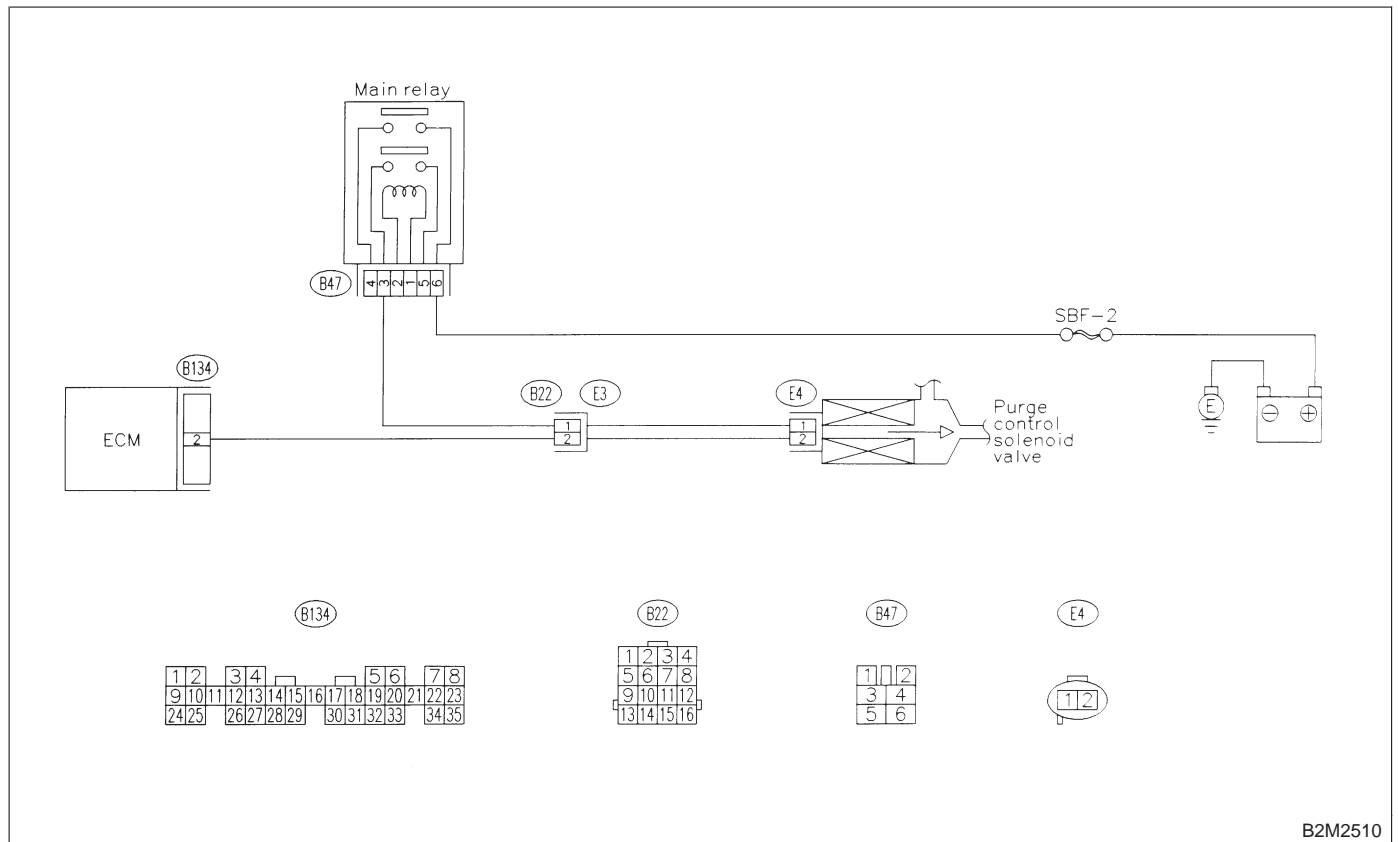 Main relay
B47
4 3 2 1 5 6
SBF-2
B134
B22 E3 E4
E
ECM
2
1
2
1
2
Purge
control
solenoid
valve
B134 B22 B47 E4
1 2 3 4 5 6 7 8
9 10 11 12 13 14 15 16 17 18 19 20 21 22 23
24 25 26 27 28 29 30 31 32 33 34 35
1 2 3 4
5 6 7 8
9 10 11 12
13 14 15 16
1 2
3 4
5 6
1 2
B2M2510